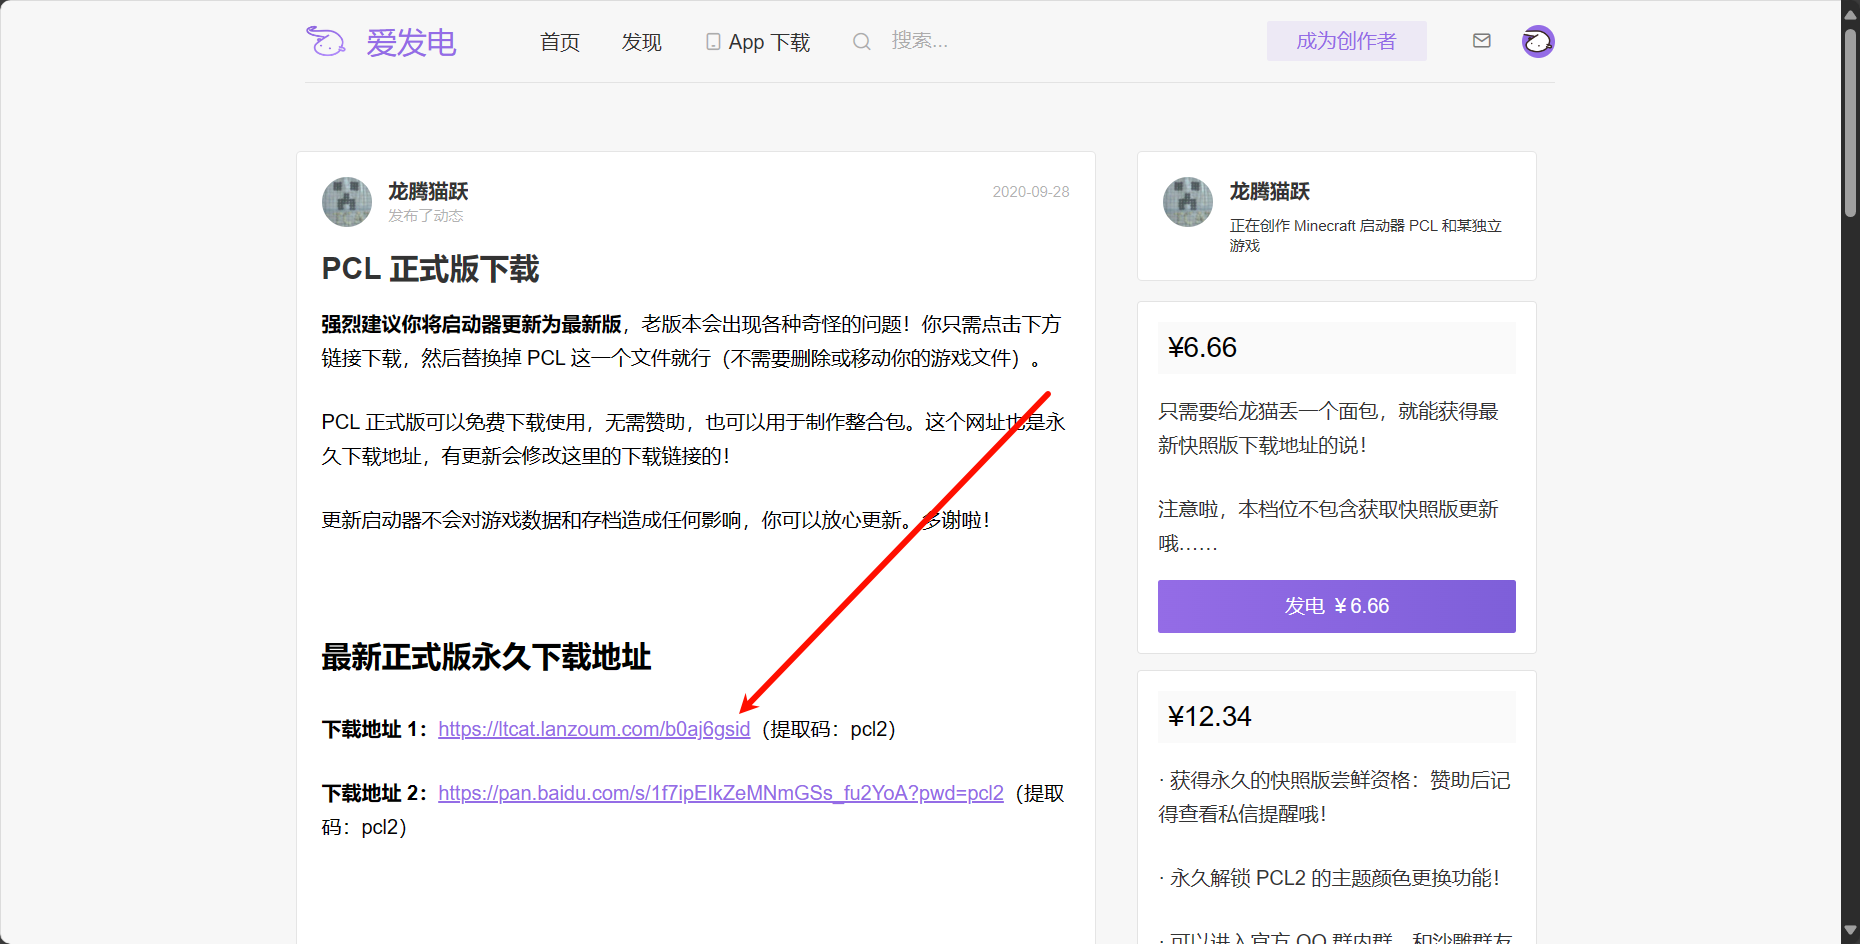 爱发电
首页
发现
App 下载
搜索...
成为创作者
龙腾猫跃
发布了动态
2020-09-28
PCL 正式版下载
强烈建议你将启动器更新为最新版，老版本会出现各种奇怪的问题！你只需点击下方
链接下载，然后替换掉 PCL 这一个文件就行（不需要删除或移动你的游戏文件）。
PCL 正式版可以免费下载使用，无需赞助，也可以用于制作整合包。这个网址也是永
久下载地址，有更新会修改这里的下载链接的！
更新启动器不会对游戏数据和存档造成任何影响，你可以放心更新。多谢啦！
最新正式版永久下载地址
下载地址 1：https://ltcat.lanzoum.com/b0aj6gsid（提取码：pcl2）
下载地址 2：https://pan.baidu.com/s/1f7ipEIkZeMNmGSs_fu2YoA?pwd=pcl2（提取
码：pcl2）
龙腾猫跃
正在创作 Minecraft 启动器 PCL 和某独立
游戏
¥6.66
只需要给龙猫丢一个面包，就能获得最
新快照版下载地址的说！
注意啦，本档位不包含获取快照版更新
哦……
发电 ¥6.66
¥12.34
· 获得永久的快照版尝鲜资格：赞助后记
得查看私信提醒哦！
· 永久解锁 PCL2 的主题颜色更换功能！
· 可以进入官方 QQ 群内群，和沙雕群友